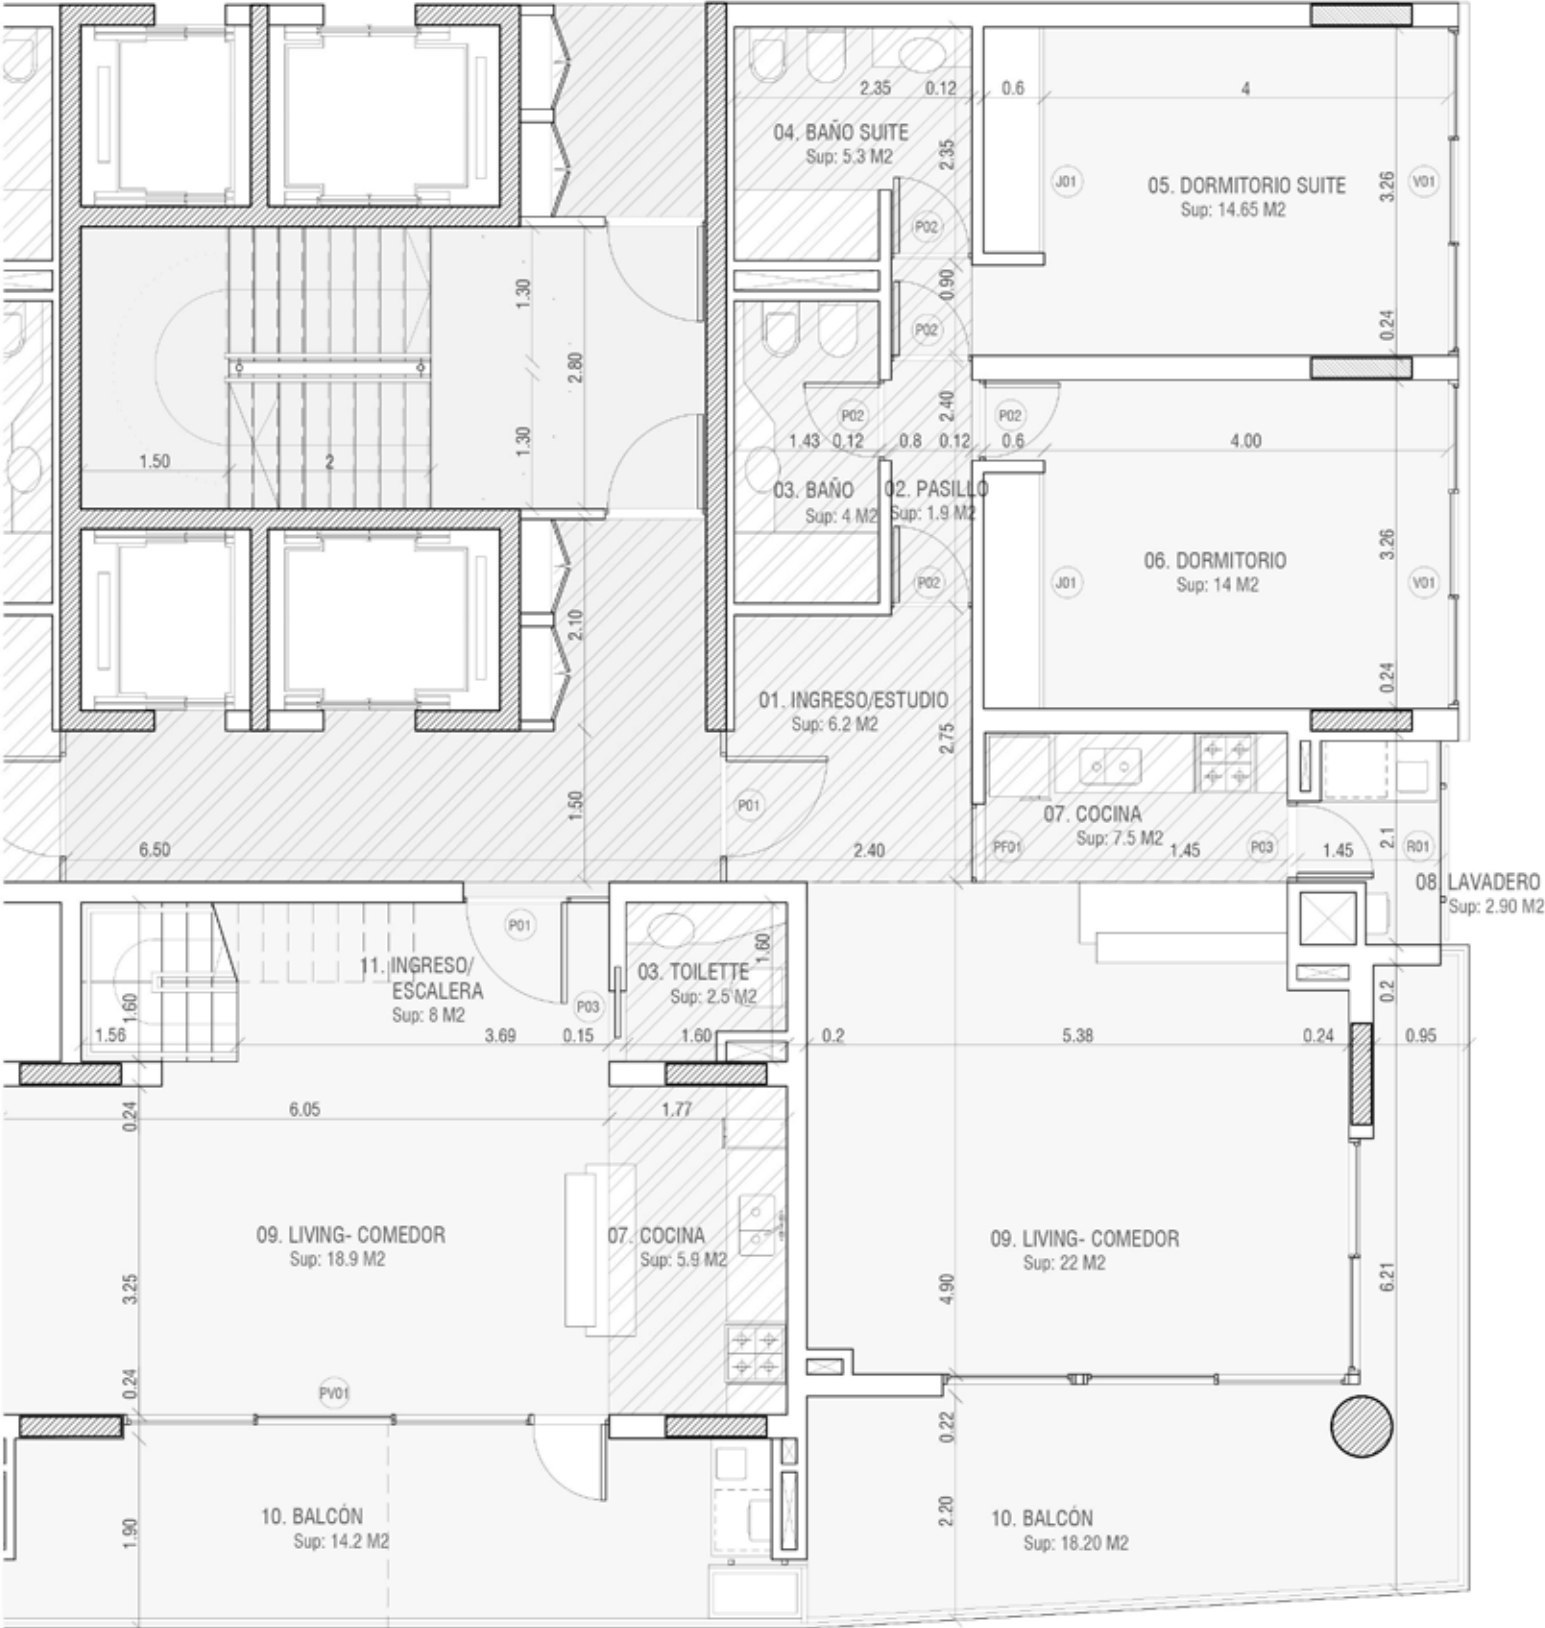 2.35
0.12
0.6
4
04. BAÑO SUITE
Sup: 5.3 M2
2.35
J01
05. DORMITORIO SUITE
Sup: 14.65 M2
3.26
V01
P02
1.30
0.90
P02
0.24
2.80
P02
2.40
P02
1.30
1.43
0.12
0.8
0.12
0.6
4.00
1.50
2
03. BAÑO
Sup: 4 M2
02. PASILLO
Sup: 1.9 M2
3.26
06. DORMITORIO
Sup: 14 M2
P02
J01
V01
2.10
0.24
01. INGRESO/ESTUDIO
Sup: 6.2 M2
2.75
1.50
P01
07. COCINA
Sup: 7.5 M2
2.1
6.50
2.40
PF01
1.45
P03
1.45
R01
08. LAVADERO
Sup: 2.90 M2
P01
11. INGRESO/
ESCALERA
Sup: 8 M2
03. TOILETTE
Sup: 2.5 M2
1.60
1.60
P03
0.2
1.56
3.69
0.15
1.60
0.2
5.38
0.24
0.95
0.24
6.05
1.77
09. LIVING- COMEDOR
Sup: 18.9 M2
07. COCINA
Sup: 5.9 M2
09. LIVING- COMEDOR
Sup: 22 M2
3.25
4.90
6.21
0.24
PV01
0.22
10. BALCÓN
Sup: 14.2 M2
1.90
2.20
10. BALCÓN
Sup: 18.20 M2